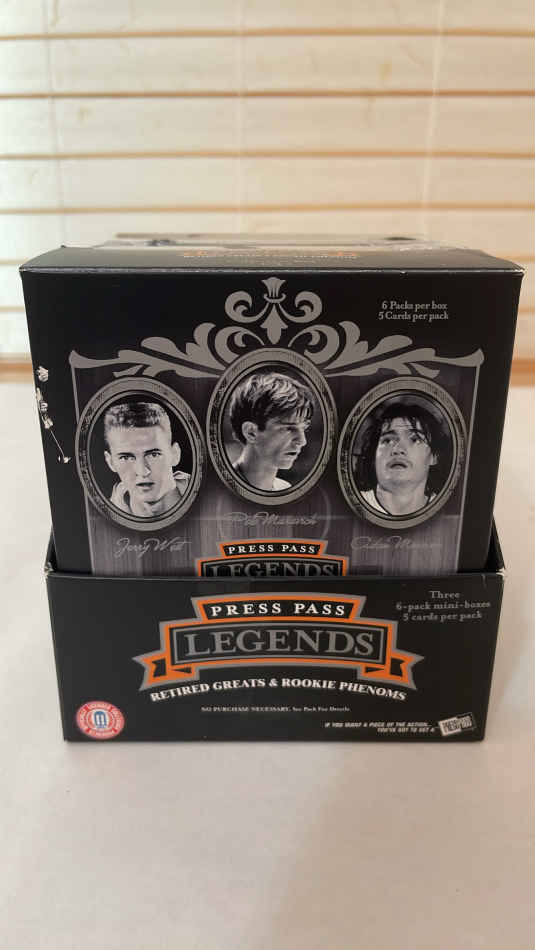 6 Packs per box
5 Cards per pack
Jerry West
Pete Maravich
PRESS PASS
LEGENDS
Three
6-pack mini-boxes
5 cards per pack
PRESS PASS
LEGENDS
RETIRED GREATS & ROOKIE PHENOMS
NO PURCHASE NECESSARY. See Pack For Details
IF YOU WANT A PIECE OF THE ACTION...
YOU'VE GOT TO GET A
PRESS PASS